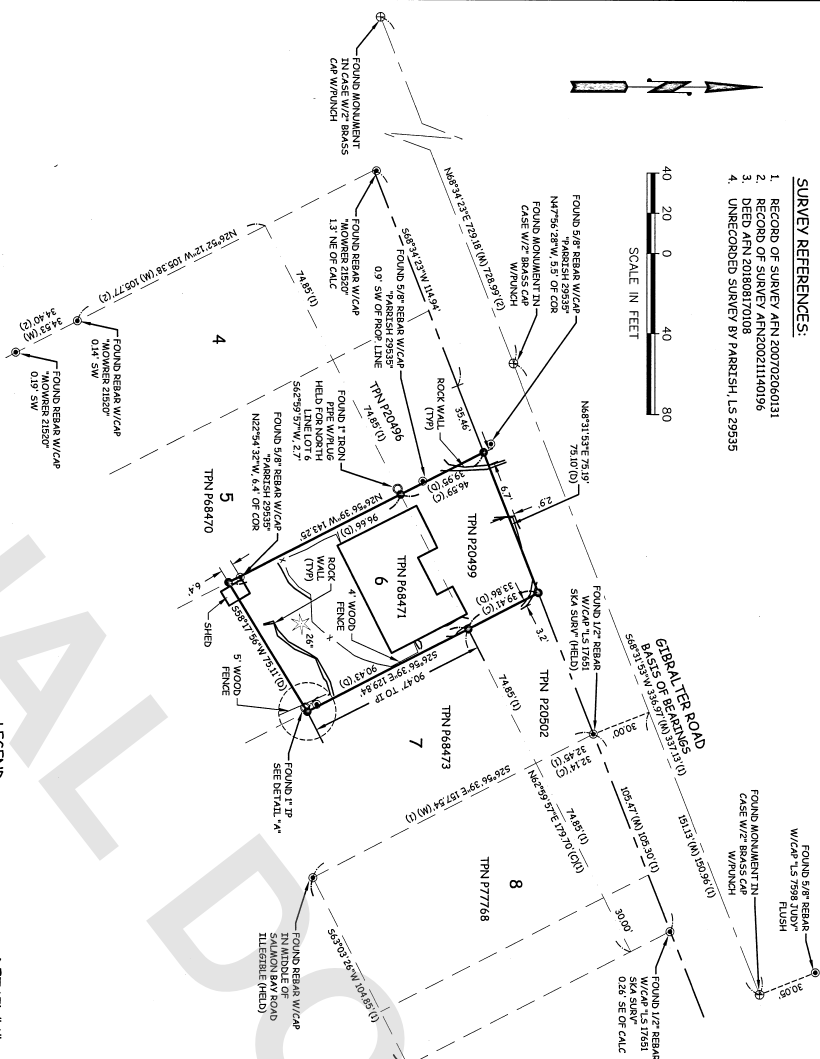 SURVEY REFERENCES:
1. RECORD OF SURVEY AFN 200702060131
2. RECORD OF SURVEY AFN200211140196
3. DEED AFN 201808170108
4. UNRECORDED SURVEY BY PARRISH, LS 29535
40 20 0 40 80
SCALE IN FEET
FOUND MONUMENT
IN CASE W/2" BRASS
CAP W/PUNCH
N68°34'23"E 729.18'(M) 728.99'(2)
FOUND MONUMENT IN
CASE W/2" BRASS CAP
W/PUNCH
FOUND 5/8" REBAR W/CAP
"PARRISH 29535"
N47°56'28"W, 5.5' OF COR
N68°31'53"E 75.19'
75.10'(D)
FOUND REBAR W/CAP
"MOWRER 21520"
1.3' NE OF CALC
S68°34'23"W 114.94'
35.46'
FOUND 5/8" REBAR W/CAP
"PARRISH 29535"
0.9' SW OF PROP. LINE
ROCK WALL
(TYP)
6.7'
2.9'
46.59'(C)
39.95'(D)
TPN P20499
39.41'(C)
33.86'(D)
3.2'
FOUND 1/2" REBAR
W/CAP "LS 17651
SKA SURV" (HELD)
GIBRALTER ROAD
BASIS OF BEARINGS
S68°31'53"W 336.97'(M) 337.13'(1)
30.00'
151.13'(M) 150.96'(1)
FOUND MONUMENT IN
CASE W/2" BRASS CAP
W/PUNCH
FOUND 5/8" REBAR
W/CAP "LS 7598 JUDY"
FLUSH
30.05'
105.47'(M) 105.30'(1)
FOUND 1/2" REBAR
W/CAP "LS 17651
SKA SURV"
0.26' SE OF CALC
N26°52'12"W 105.38'(M) 105.77'(2)
74.85'(1)
4
TPN P20496
74.85'(1)
FOUND 1" IRON
PIPE W/PLUG
HELD FOR NORTH
LINE LOT 6
S62°59'57"W, 2.7'
N26°56'39"W 143.25'
96.66'(D)
TPN P68471
6
TPN P20502
74.85'(1)
32.14'(C)
32.45'(1)
N62°59'57"E 179.70'(C)(1)
74.85'(1)
30.00'
FOUND REBAR W/CAP
"MOWRER 21520"
0.14' SW
34.53'(M)
34.40'(2)
FOUND REBAR W/CAP
"MOWRER 21520"
0.19' SW
5
TPN P68470
FOUND 5/8" REBAR W/CAP
"PARRISH 29535"
N22°54'32"W, 6.4' OF COR
ROCK
WALL
(TYP)
4' WOOD
FENCE
26"
90.43'(D)
S26°56'39"E 129.84'
90.47' TO IP
TPN P68473
7
S26°56'39"E 157.54'(M)(1)
TPN P77768
8
6.4'
SHED
S58°17'56"W 75.11'(D)
5' WOOD
FENCE
FOUND 1" IP
SEE DETAIL "A"
FOUND REBAR W/CAP
IN MIDDLE OF
SALMON BAY ROAD
ILLEGIBLE (HELD)
S63°03'26"W 104.85'(1)